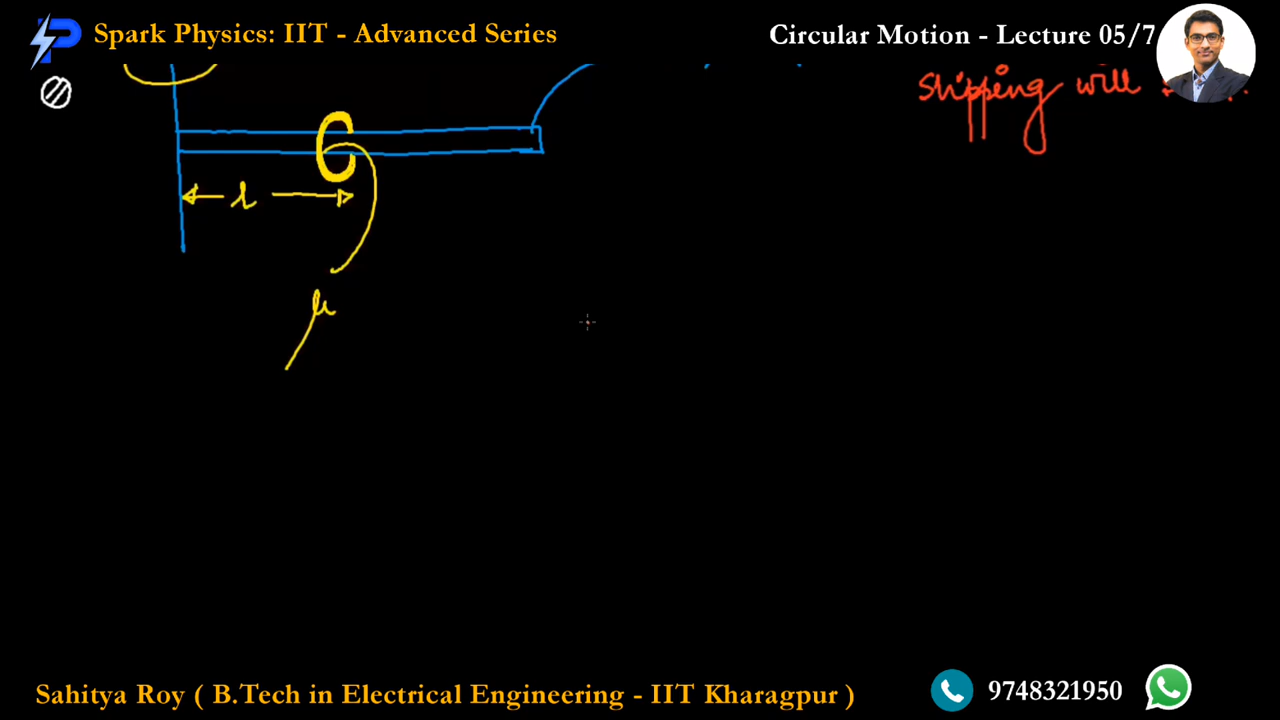 Spark Physics: IIT - Advanced Series
Circular Motion - Lecture 05/7
slipping will
l
μ
Sahitya Roy ( B.Tech in Electrical Engineering - IIT Kharagpur )
9748321950